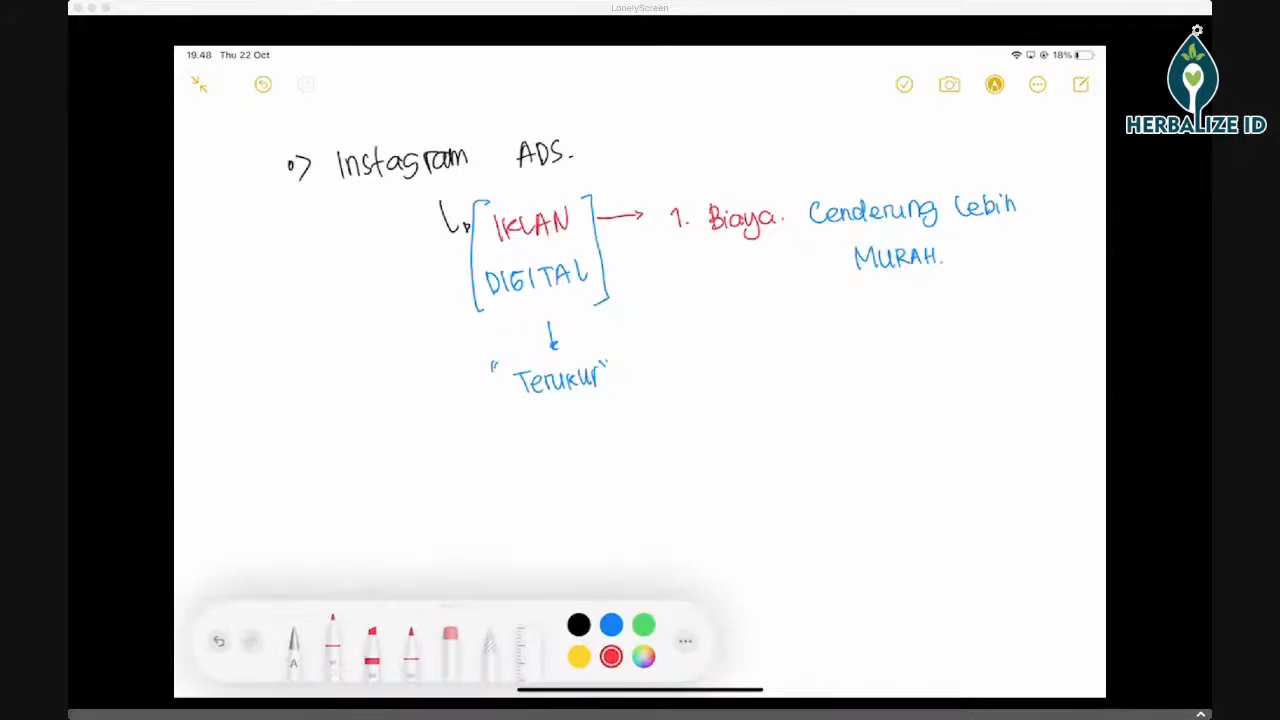 LonelyScreen
19.48 Thu 22 Oct
18%
HERBALIZE ID
Instagram ADS.
IKLAN
DIGITAL
1. Biaya. Cenderung Lebih
MURAH.
"Terukur"
A